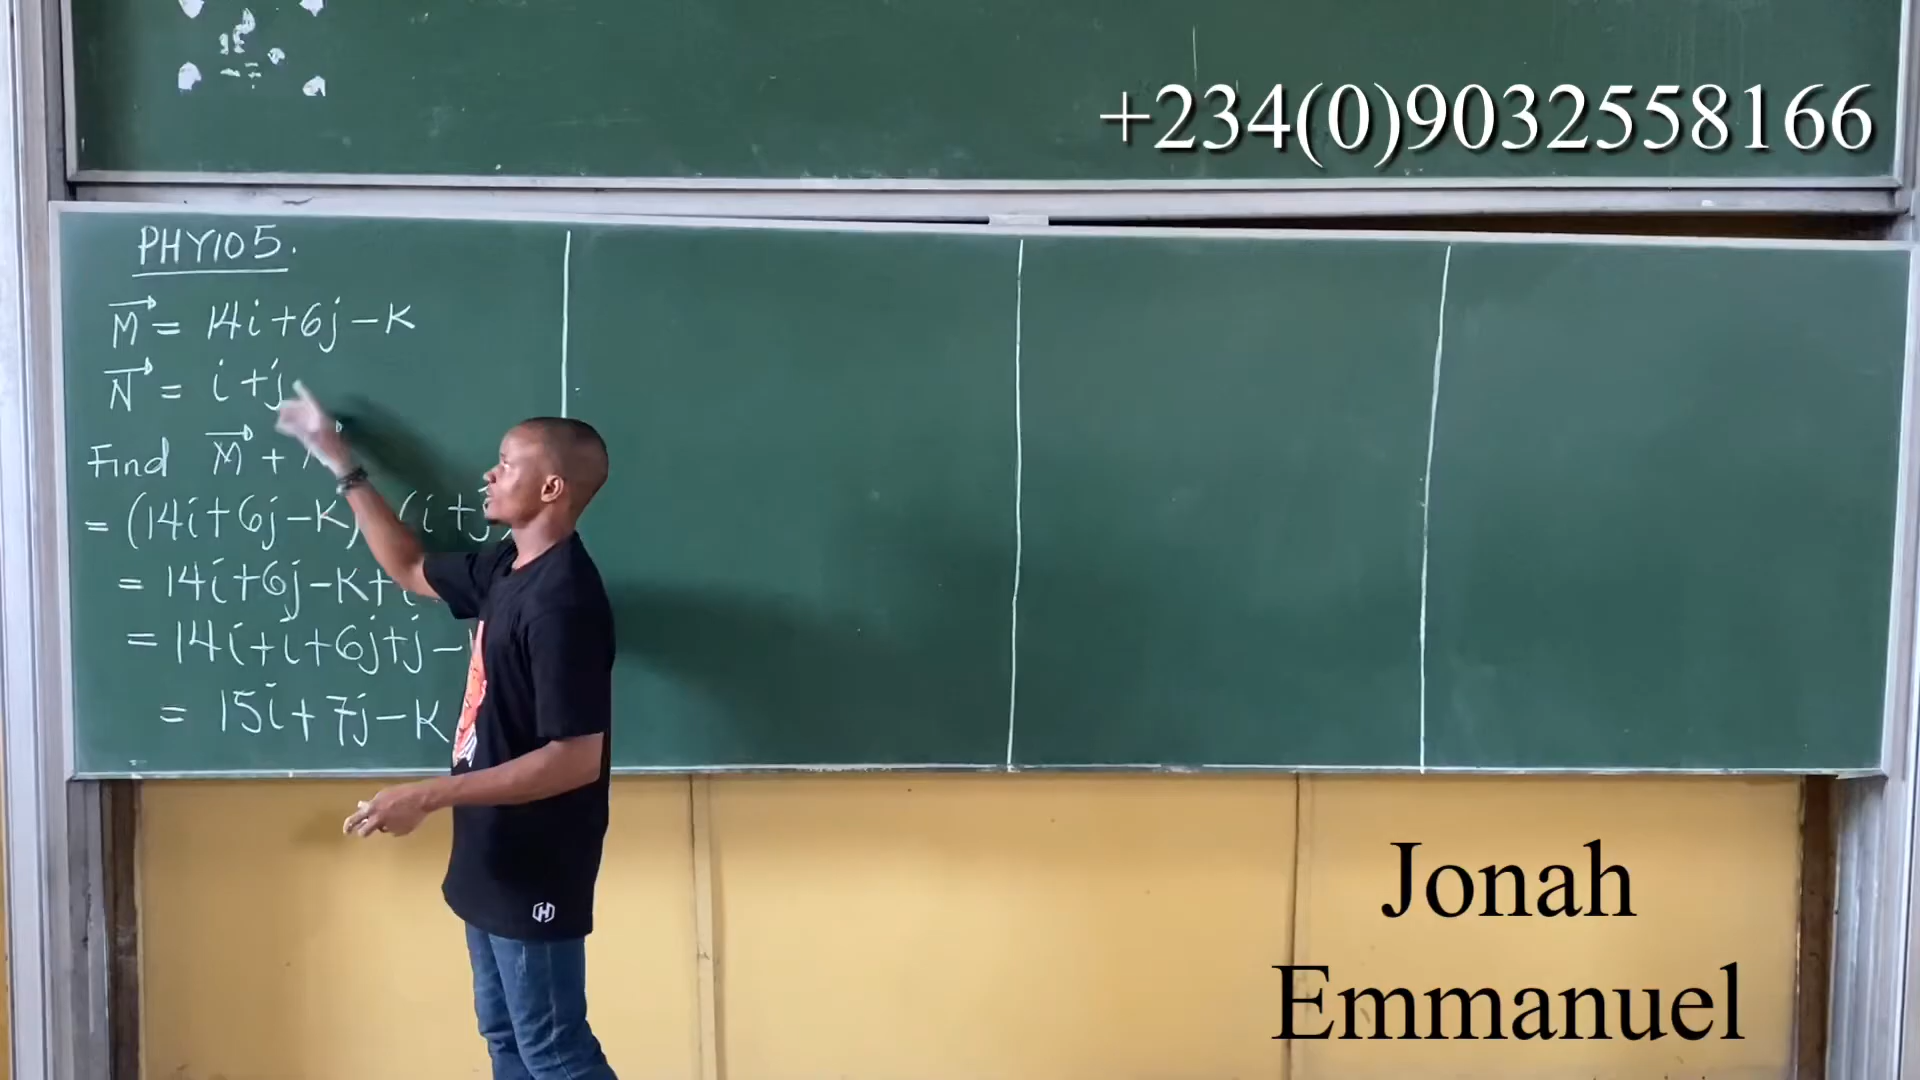 +234(0)9032558166
PHY105.
M = 14i+6j-K
N = i+j
Find M +
= (14i+6j-K) (i+j
= 14i+6j-K+i
= 14i+i+6j+j-
= 15i+7j-K
Jonah
Emmanuel